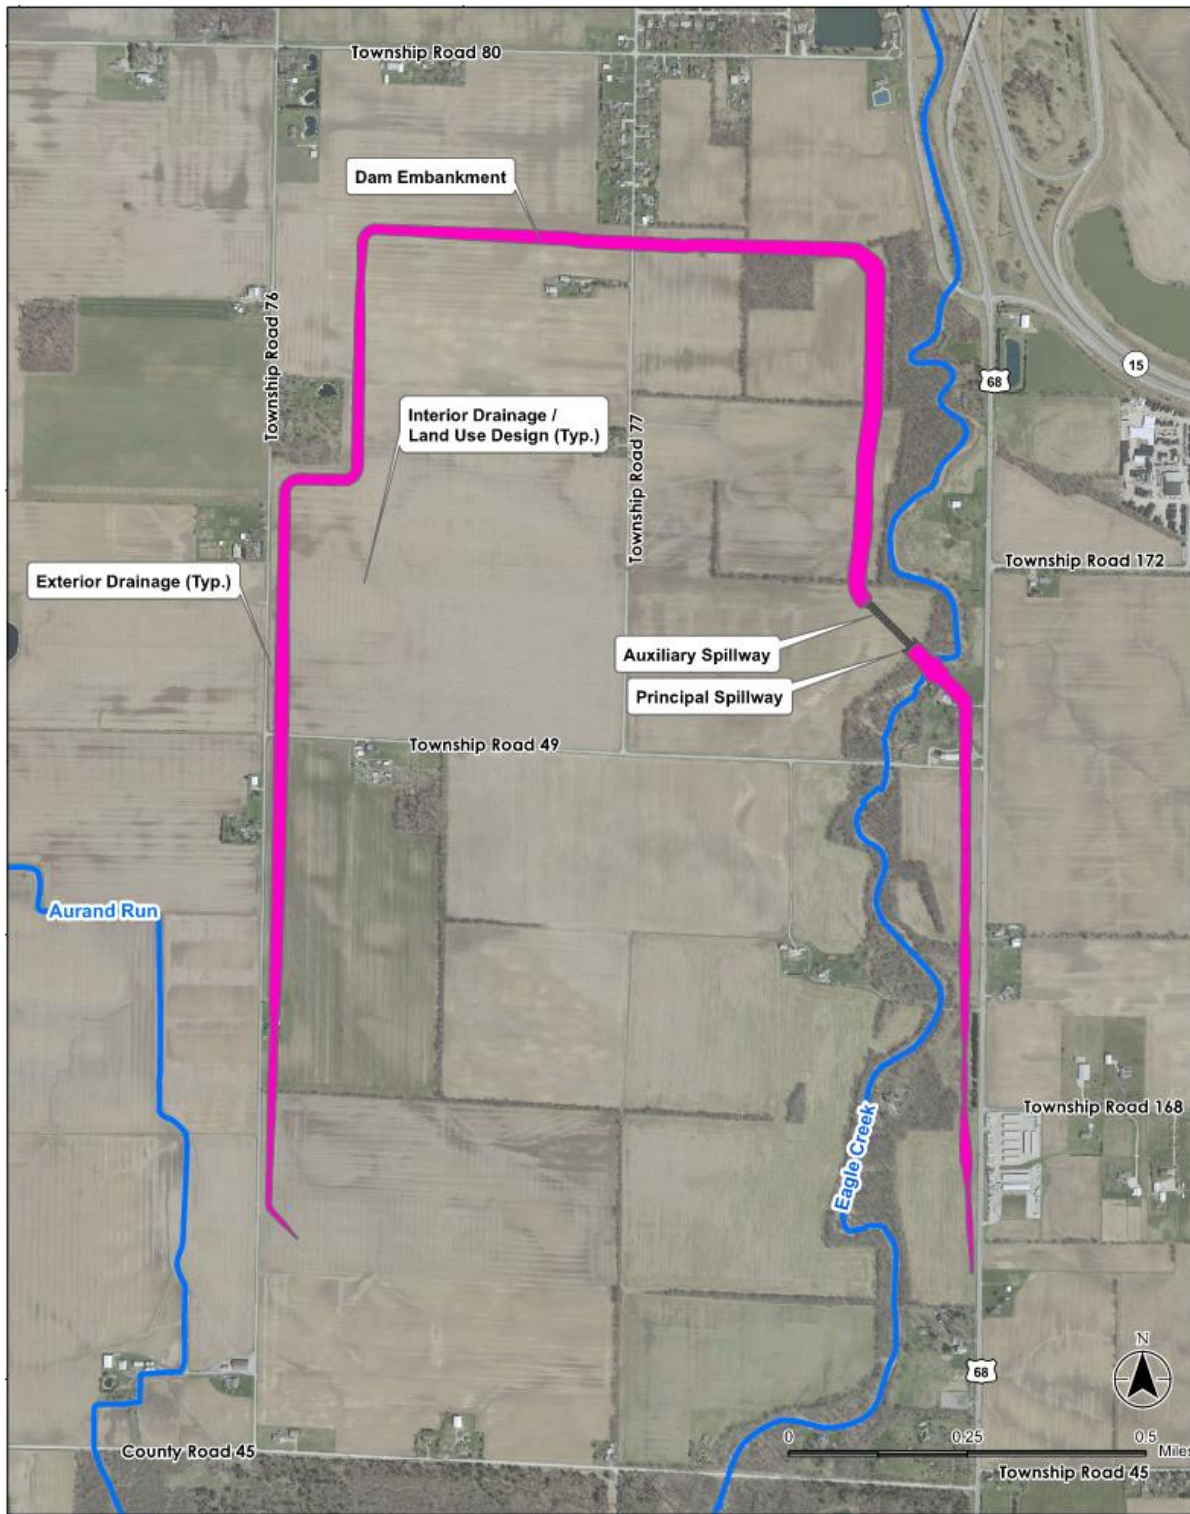 Township Road 80
Dam Embankment
Township Road 76
15
68
Interior Drainage /
Land Use Design (Typ.)
Township Road 77
Township Road 172
Exterior Drainage (Typ.)
Auxiliary Spillway
Principal Spillway
Township Road 49
Aurand Run
Township Road 168
Eagle Creek
N
68
0 0.25 0.5
Miles
County Road 45
Township Road 45